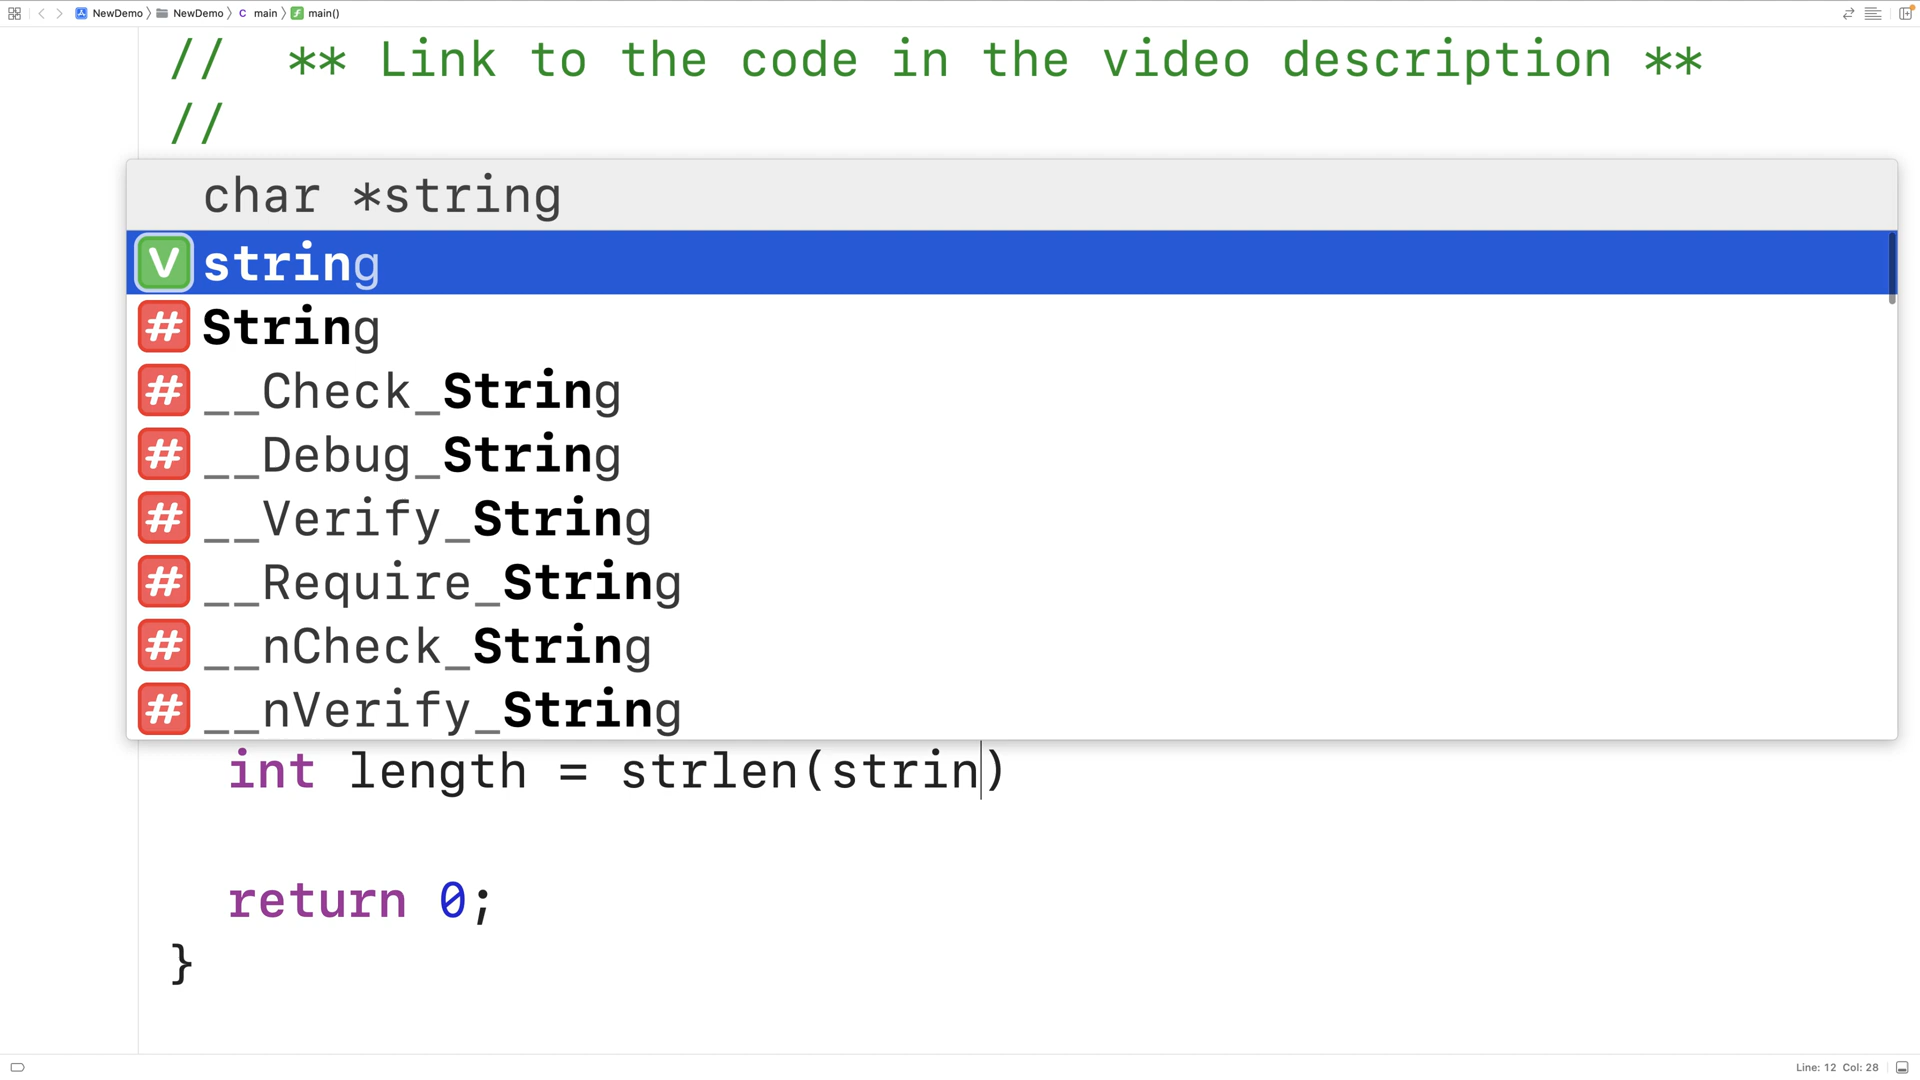 NewDemo NewDemo C main f main()
// ** Link to the code in the video description **
//
char *string
V string
# String
# __Check_String
# __Debug_String
# __Verify_String
# __Require_String
# __nCheck_String
# __nVerify_String
int length = strlen(strin)
return 0;
}
Line: 12 Col: 28